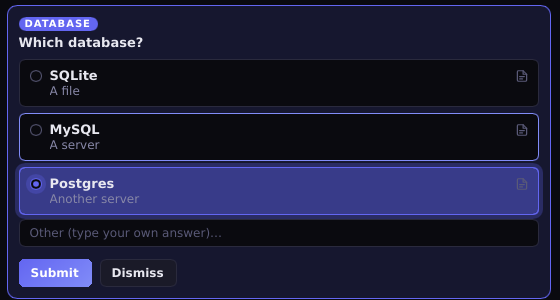 DATABASE
Which database?
SQLite
A file
MySQL
A server
Postgres
Another server
Other (type your own answer)...
Submit
Dismiss